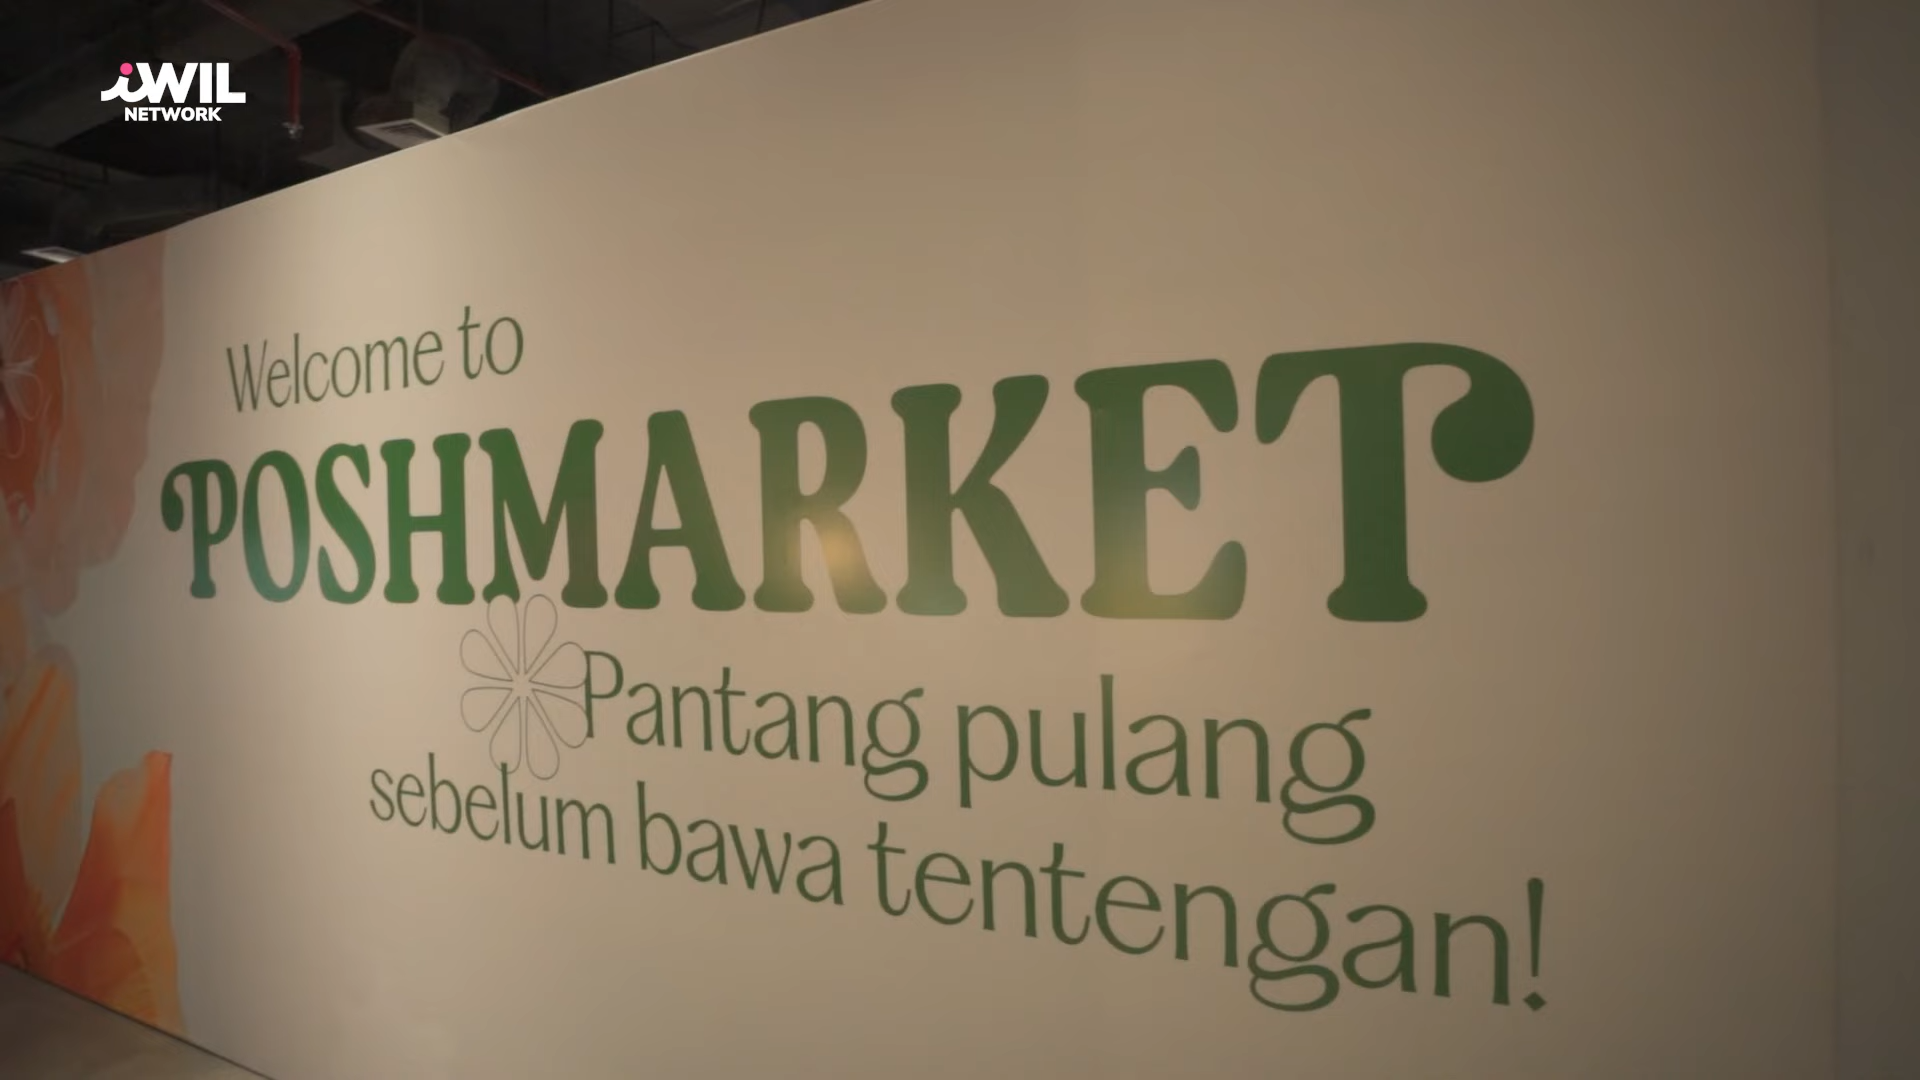 iWIL
NETWORK
Welcome to
POSHMARKET
Pantang pulang
sebelum bawa tentengan!